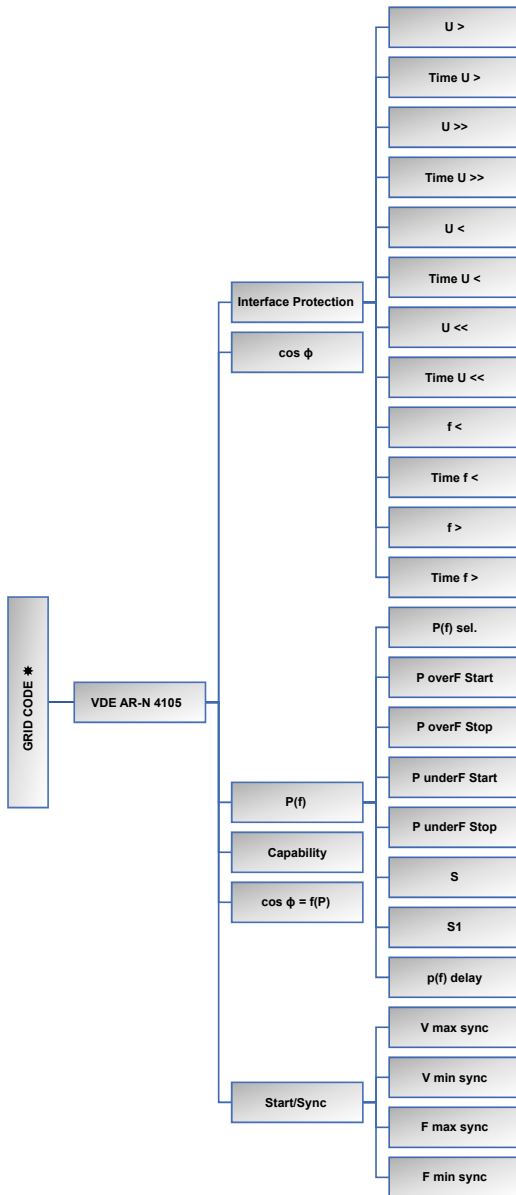 GRID CODE ✷
VDE AR-N 4105
Interface Protection
U >
Time U >
U >>
Time U >>
U <
Time U <
U <<
Time U <<
f <
Time f <
f >
Time f >
cos ϕ
P(f)
P(f) sel.
P overF Start
P overF Stop
P underF Start
P underF Stop
S
S1
p(f) delay
Capability
cos ϕ = f(P)
Start/Sync
V max sync
V min sync
F max sync
F min sync